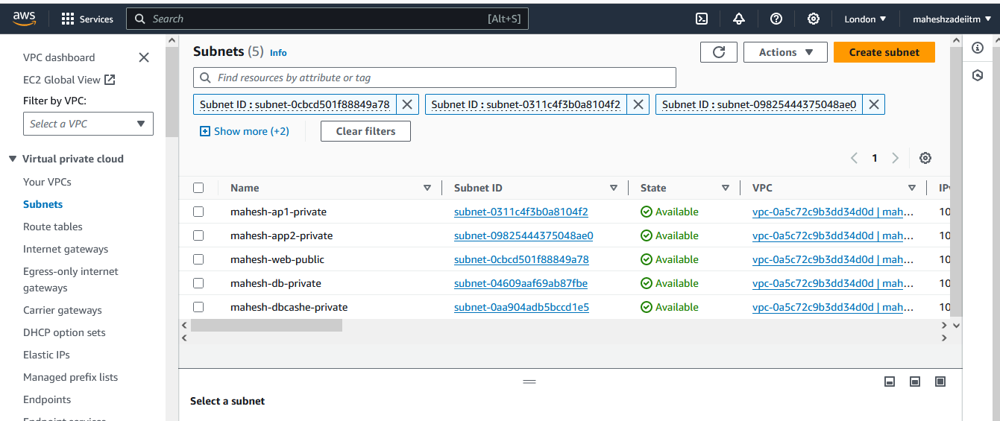 aws Services Search [Alt+S] London maheshzadeiitm
VPC dashboard
EC2 Global View
Filter by VPC:
Select a VPC
Virtual private cloud
Your VPCs
Subnets
Route tables
Internet gateways
Egress-only internet
gateways
Carrier gateways
DHCP option sets
Elastic IPs
Managed prefix lists
Endpoints
Endpoint services
Subnets (5) Info Actions Create subnet
Find resources by attribute or tag
Subnet ID : subnet-0cbcd501f88849a78 Subnet ID : subnet-0311c4f3b0a8104f2 Subnet ID : subnet-09825444375048ae0
Show more (+2) Clear filters
1
Name Subnet ID State VPC IPv
mahesh-ap1-private subnet-0311c4f3b0a8104f2 Available vpc-0a5c72c9b3dd34d0d | mah... 10
mahesh-app2-private subnet-09825444375048ae0 Available vpc-0a5c72c9b3dd34d0d | mah... 10
mahesh-web-public subnet-0cbcd501f88849a78 Available vpc-0a5c72c9b3dd34d0d | mah... 10
mahesh-db-private subnet-04609aaf69ab87fbe Available vpc-0a5c72c9b3dd34d0d | mah... 10
mahesh-dbcashe-private subnet-0aa904adb5bccd1e5 Available vpc-0a5c72c9b3dd34d0d | mah... 10
Select a subnet